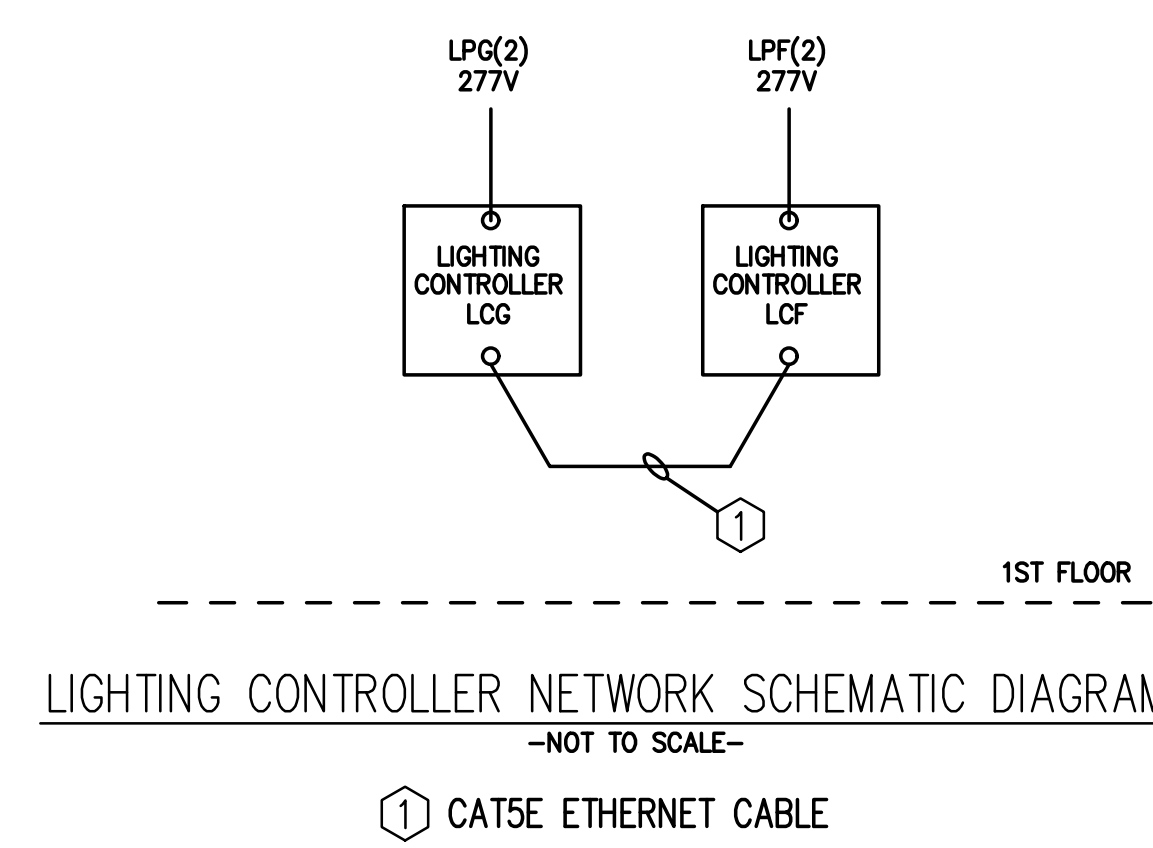 LPG(2)
277V
LPF(2)
277V
LIGHTING
CONTROLLER
LCG
LIGHTING
CONTROLLER
LCF
1
1ST FLOOR
LIGHTING CONTROLLER NETWORK SCHEMATIC DIAGRAM
-NOT TO SCALE-
1 CAT5E ETHERNET CABLE